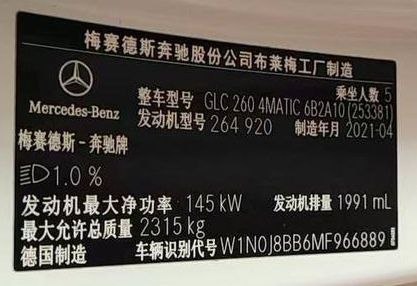 梅赛德斯奔驰股份公司布莱梅工厂制造
乘坐人数 5
Mercedes-Benz
整车型号 GLC 260 4MATIC 6B2A10 (253381)
发动机型号 264 920 制造年月 2021-04
梅赛德斯-奔驰牌
1.0 %
发动机最大净功率 145 kW 发动机排量 1991 mL
最大允许总质量 2315 kg
德国制造 车辆识别代号 W1N0J8BB6MF966889